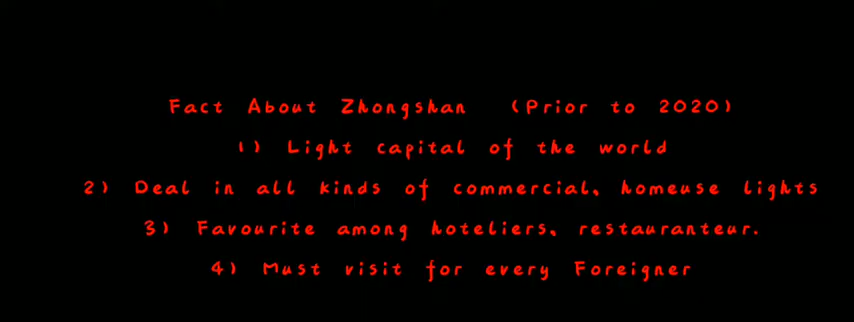 Fact About Zhongshan (Prior to 2020)
1) Light capital of the world
2) Deal in all kinds of commercial, homeuse lights
3) Favourite among hoteliers, restauranteur.
4) Must visit for every Foreigner